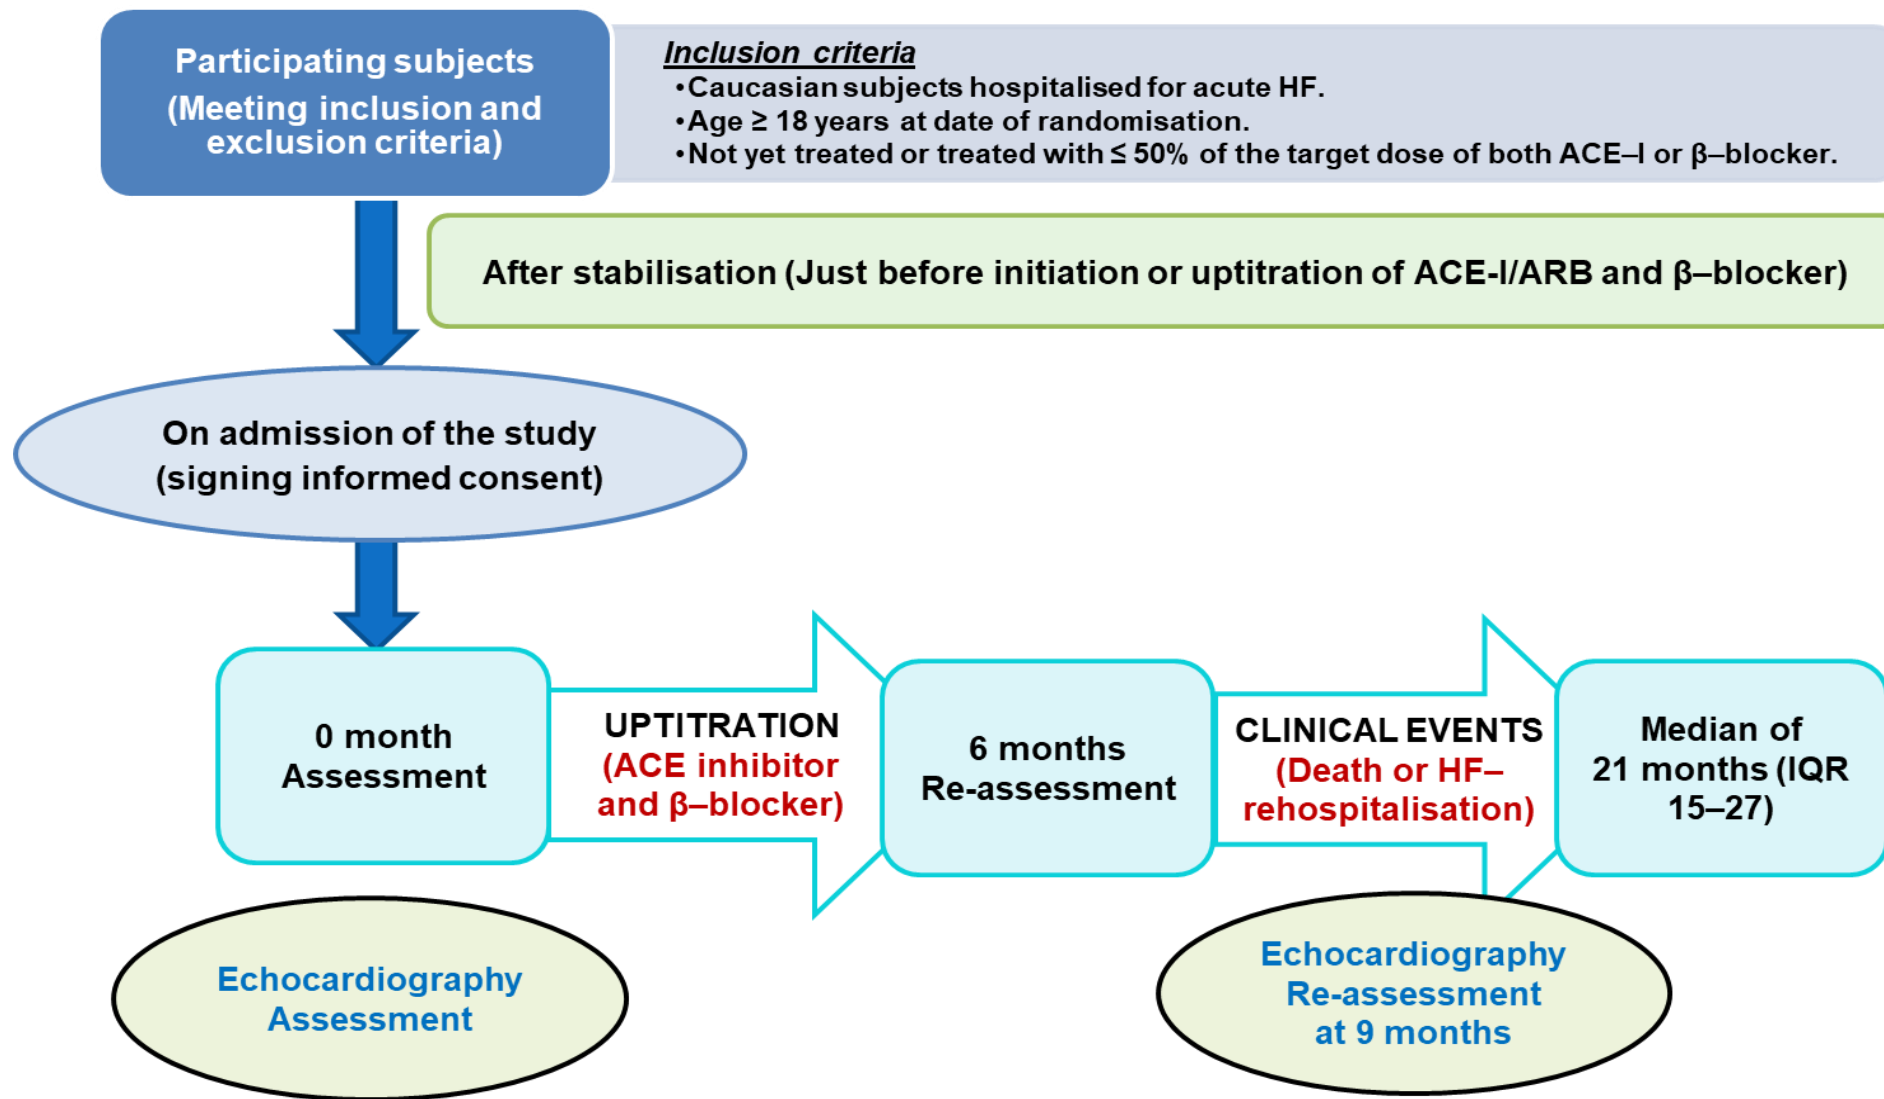 Participating subjects
(Meeting inclusion and
exclusion criteria)
Inclusion criteria
•Caucasian subjects hospitalised for acute HF.
•Age ≥ 18 years at date of randomisation.
•Not yet treated or treated with ≤ 50% of the target dose of both ACE–I or β–blocker.
After stabilisation (Just before initiation or uptitration of ACE-I/ARB and β–blocker)
On admission of the study
(signing informed consent)
0 month
Assessment
UPTITRATION
(ACE inhibitor
and β–blocker)
6 months
Re-assessment
CLINICAL EVENTS
(Death or HF–
rehospitalisation)
Median of
21 months (IQR
15–27)
Echocardiography
Assessment
Echocardiography
Re-assessment
at 9 months